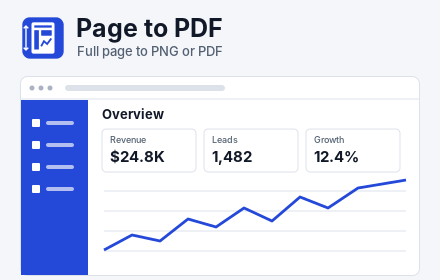 Page to PDF
Full page to PNG or PDF
Overview
Revenue
$24.8K
Leads
1,482
Growth
12.4%